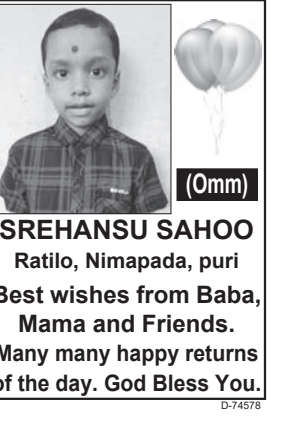 (Omm)
SREHANSU SAHOO
Ratilo, Nimapada, puri
Best wishes from Baba,
Mama and Friends.
Many many happy returns
of the day. God Bless You.
D-74578